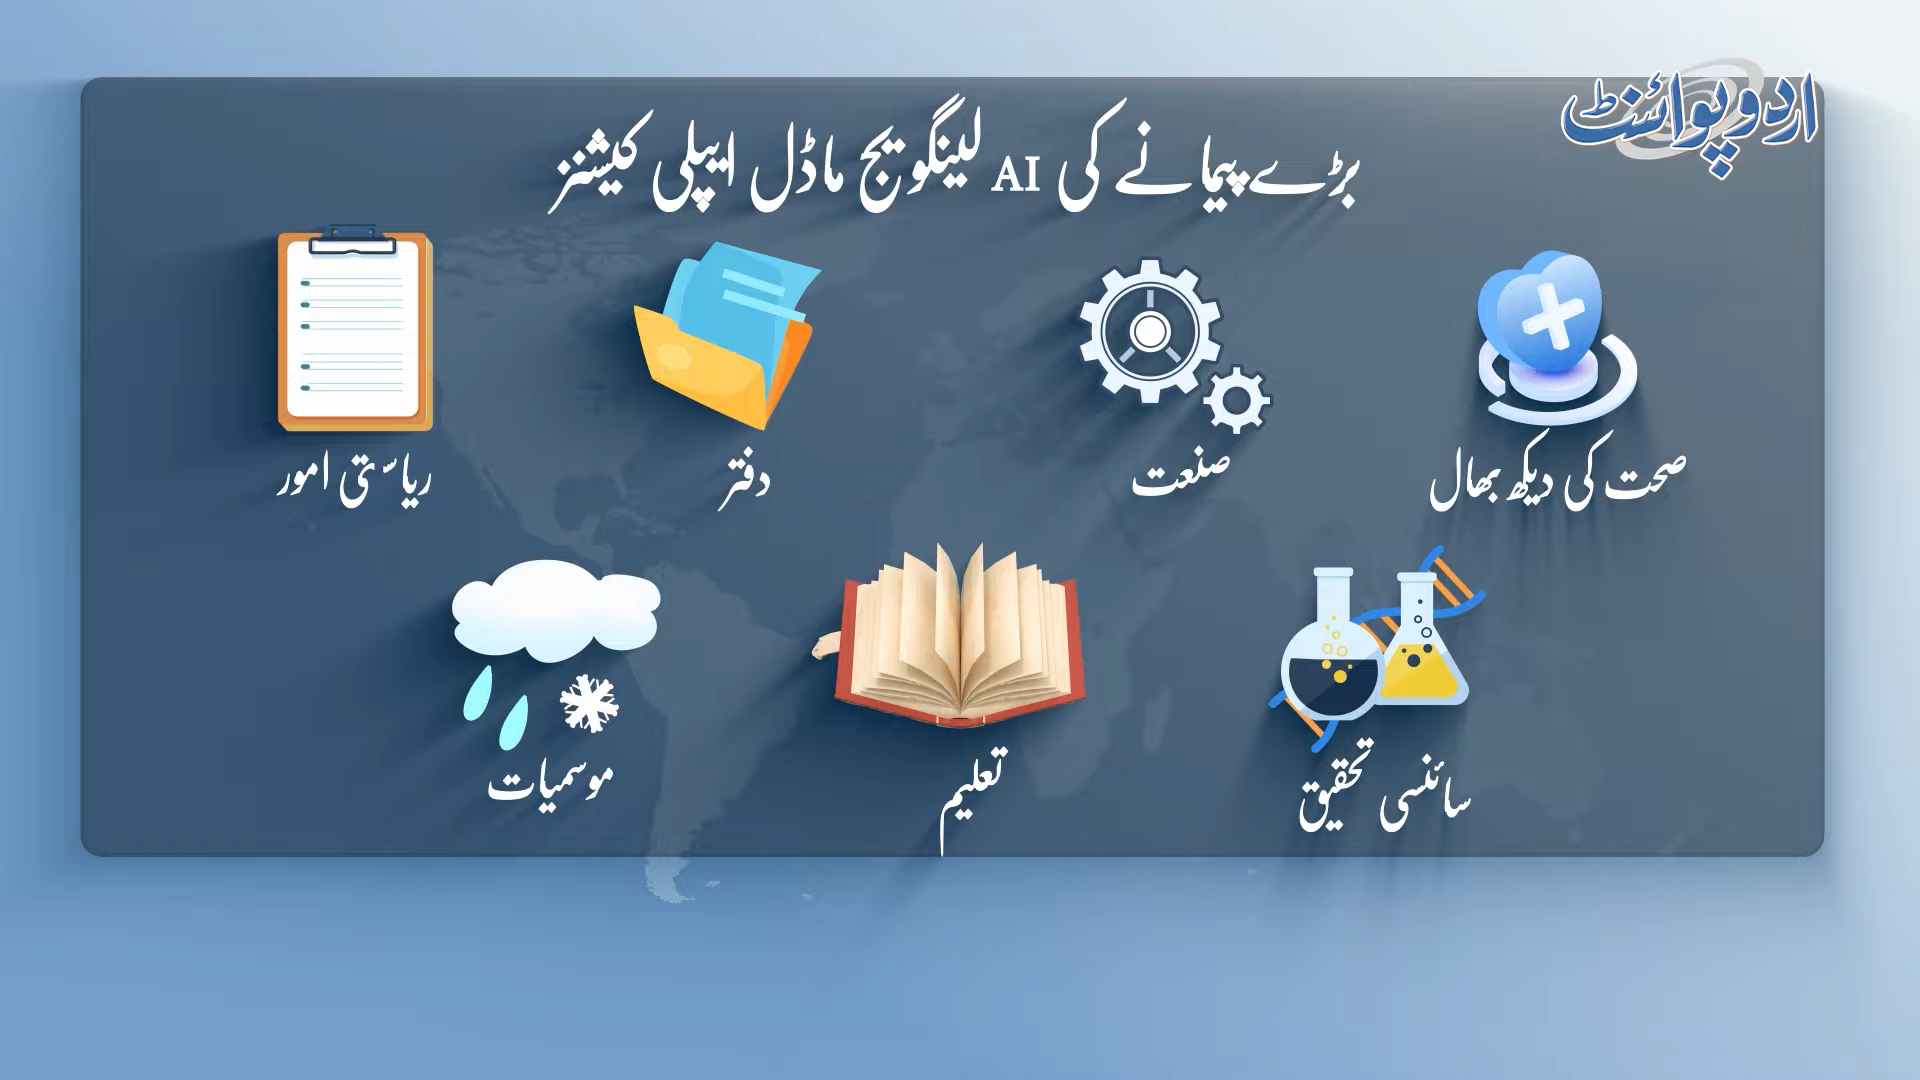 اردوپوائنٹ
بڑے پیمانے کی AI لینگویج ماڈل ایپلی کیشنز
صحت کی دیکھ بھال
صنعت
دفتر
ریاستی امور
سائنسی تحقیق
تعلیم
موسمیات